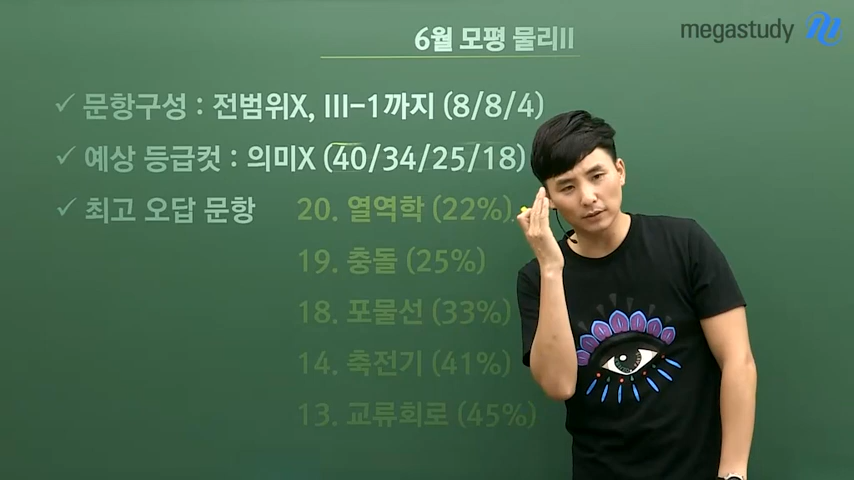 megastudy
6월 모평 물리II
✓ 문항구성 : 전범위X, III-1까지 (8/8/4)
✓ 예상 등급컷 : 의미X (40/34/25/18)
✓ 최고 오답 문항
20. 열역학 (22%)
19. 충돌 (25%)
18. 포물선 (33%)
14. 축전기 (41%)
13. 교류회로 (45%)